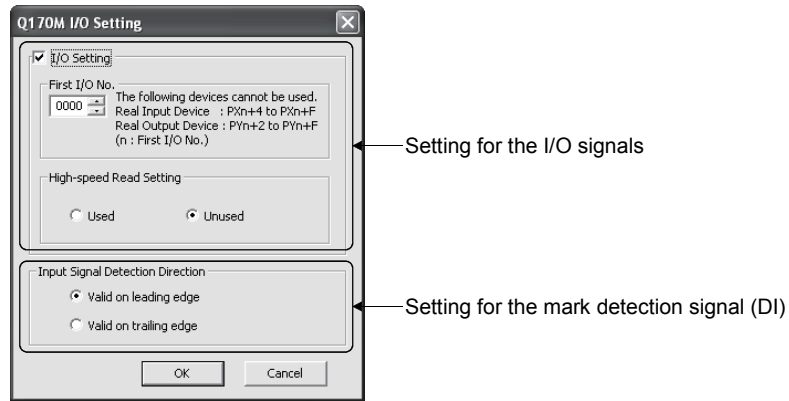 Q170M I/O Setting
I/O Setting
First I/O No.
0000
The following devices cannot be used.
Real Input Device : PXn+4 to PXn+F
Real Output Device : PYn+2 to PYn+F
(n : First I/O No.)
Setting for the I/O signals
High-speed Read Setting
Used Unused
Input Signal Detection Direction
Valid on leading edge
Setting for the mark detection signal (DI)
Valid on trailing edge
OK Cancel